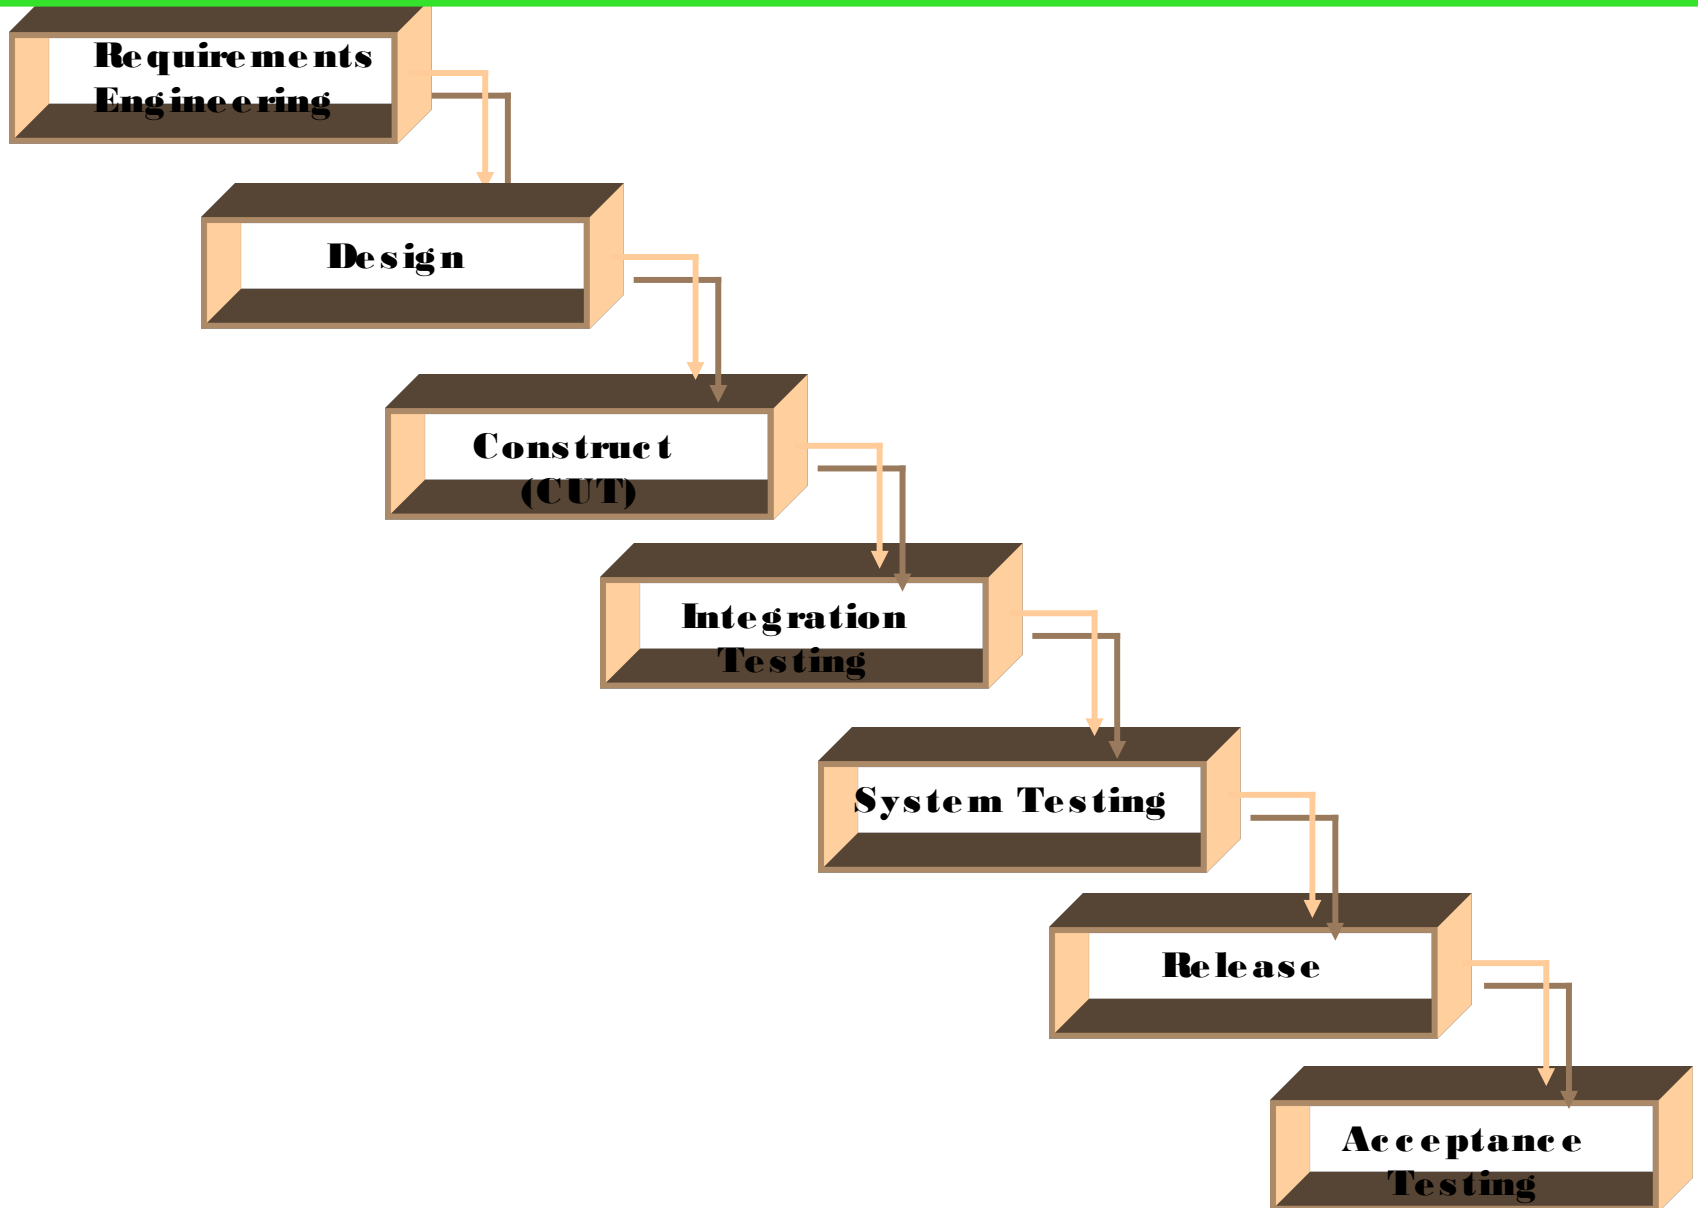 Requirements
Engineering
Design
Construct
(CUT)
Integration
Testing
System Testing
Release
Acceptance
Testing